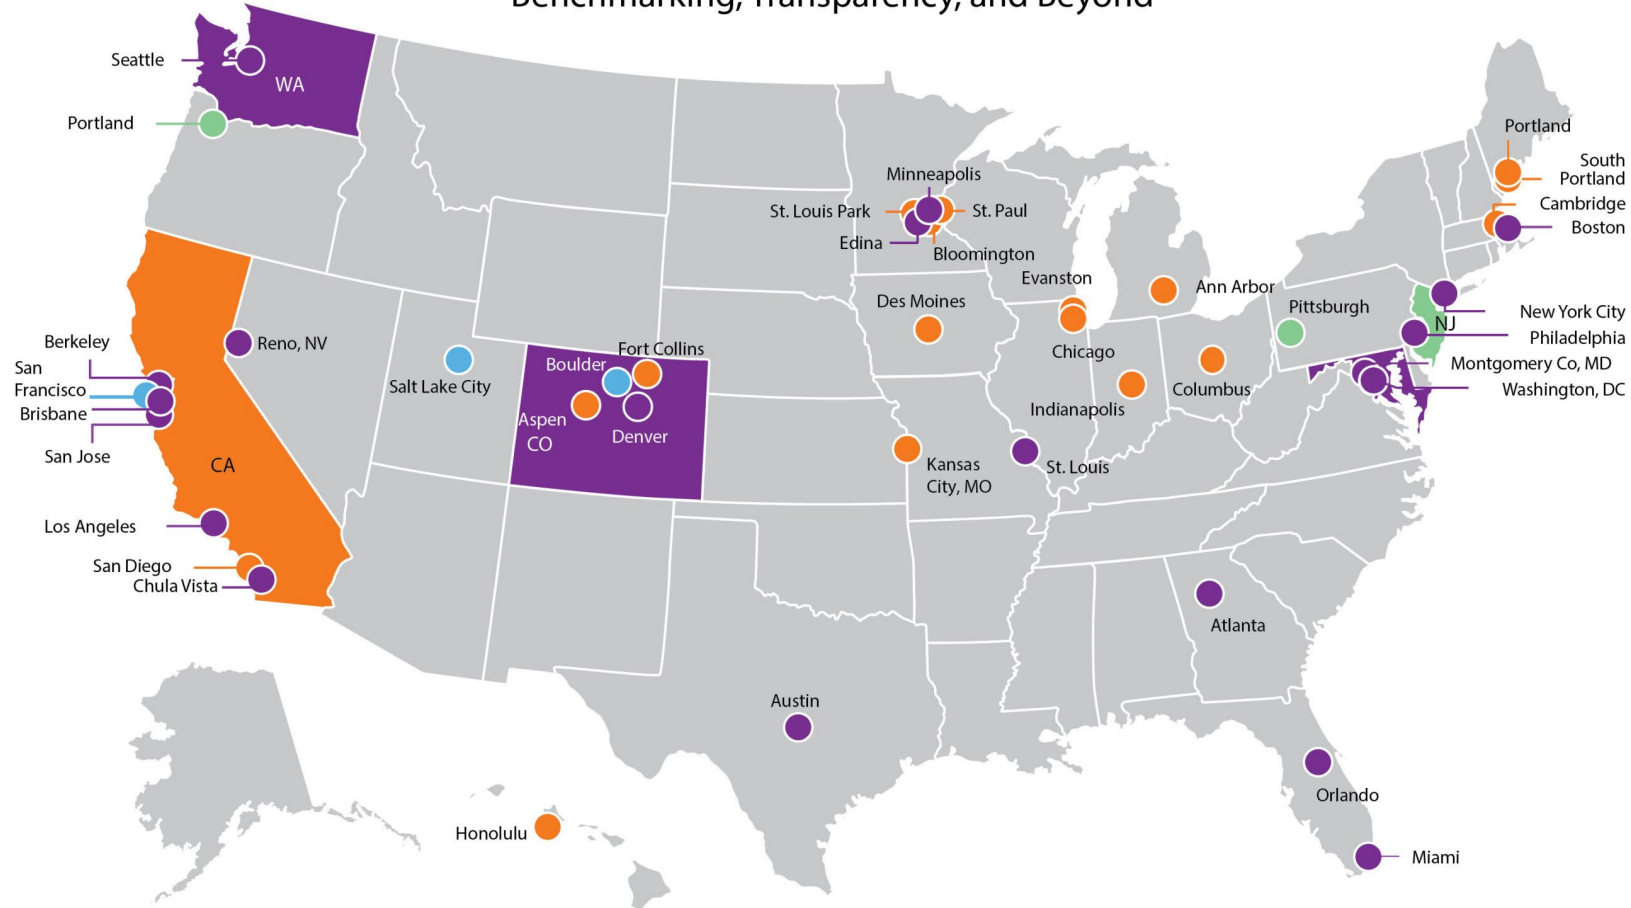 Benchmarking, Transparency, and Beyond
Seattle
WA
Portland
Portland
South
Portland
Cambridge
Boston
Minneapolis
St. Louis Park
St. Paul
Edina
Bloomington
Evanston
Ann Arbor
Des Moines
Pittsburgh
New York City
NJ
Philadelphia
Berkeley
Reno, NV
San
Francisco
Brisbane
San Jose
Salt Lake City
Fort Collins
Boulder
Aspen
CO
Denver
Chicago
Columbus
Indianapolis
Montgomery Co, MD
Washington, DC
CA
Kansas
City, MO
St. Louis
Los Angeles
San Diego
Chula Vista
Atlanta
Austin
Orlando
Honolulu
Miami